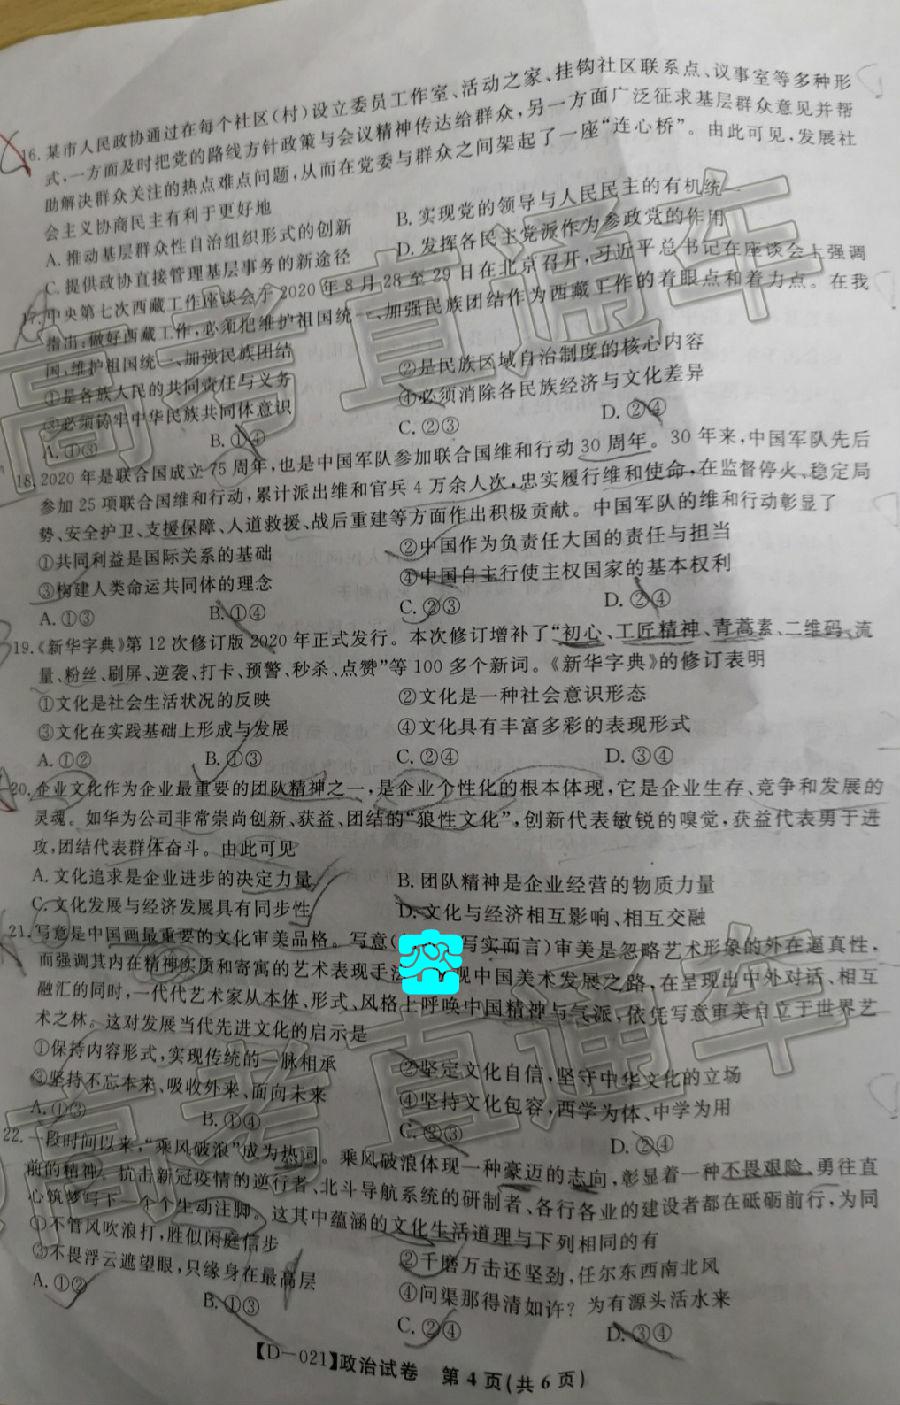 16.某市人民政协通过在每个社区(村)设立委员工作室、活动之家、挂钩社区联系点、议事室等多种形
式,一方面及时把党的路线方针政策与会议精神传达给群众,另一方面广泛征求基层群众意见并帮
助解决群众关注的热点难点问题,从而在党委与群众之间架起了一座“连心桥”。由此可见,发展社
会主义协商民主有利于更好地
A.推动基层群众性自治组织形式的创新
B.实现党的领导与人民民主的有机统一
C.提供政协直接管理基层事务的新途径
D.发挥各民主党派作为参政党的作用
17.中央第七次西藏工作座谈会于2020年8月28至29日在北京召开,习近平总书记在座谈会上强调
指出:做好西藏工作,必须把维护祖国统一、加强民族团结作为西藏工作的着眼点和着力点。在我
国,维护祖国统一、加强民族团结
①是各族人民的共同责任与义务
②是民族区域自治制度的核心内容
③必须铸牢中华民族共同体意识
④必须消除各民族经济与文化差异
A.①③
B.①④
C.②③
D.②④
18.2020年是联合国成立75周年,也是中国军队参加联合国维和行动30周年。30年来,中国军队先后
参加25项联合国维和行动,累计派出维和官兵4万余人次,忠实履行维和使命,在监督停火、稳定局
势、安全护卫、支援保障、人道救援、战后重建等方面作出积极贡献。中国军队的维和行动彰显了
①共同利益是国际关系的基础
②中国作为负责任大国的责任与担当
③构建人类命运共同体的理念
④中国自主行使主权国家的基本权利
A.①③
B.①④
C.②③
D.②④
19.《新华字典》第12次修订版2020年正式发行。本次修订增补了“初心、工匠精神、青蒿素、二维码、流
量、粉丝、刷屏、逆袭、打卡、预警、秒杀、点赞”等100多个新词。《新华字典》的修订表明
①文化是社会生活状况的反映
②文化是一种社会意识形态
③文化在实践基础上形成与发展
④文化具有丰富多彩的表现形式
A.①②
B.①③
C.②④
D.③④
20.企业文化作为企业最重要的团队精神之一,是企业个性化的根本体现,它是企业生存、竞争和发展的
灵魂。如华为公司非常崇尚创新、获益、团结的“狼性文化”,创新代表敏锐的嗅觉,获益代表勇于进
攻,团结代表群体奋斗。由此可见
A.文化追求是企业进步的决定力量
B.团队精神是企业经营的物质力量
C.文化发展与经济发展具有同步性
D.文化与经济相互影响、相互交融
21.写意是中国画最重要的文化审美品格。写意( 写实而言)审美是忽略艺术形象的外在逼真性,
而强调其内在精神实质和寄寓的艺术表现手 现中国美术发展之路,在呈现出中外对话、相互
融汇的同时,一代代艺术家从本体、形式、风格上呼唤中国精神与气派,依凭写意审美自立于世界艺
术之林。这对发展当代先进文化的启示是
①保持内容形式,实现传统的一脉相承
②坚定文化自信,坚守中华文化的立场
③坚持不忘本来、吸收外来、面向未来
④坚持文化包容,西学为体、中学为用
A.①③
B.①④
C.②③
D.②④
22.一段时间以来,“乘风破浪”成为热词。乘风破浪体现一种豪迈的志向,彰显着一种不畏艰险、勇往直
前的精神。抗击新冠疫情的逆行者、北斗导航系统的研制者、各行各业的建设者都在砥砺前行,为同
心筑梦写下一个个生动注脚。这其中蕴涵的文化生活道理与下列相同的有
①不管风吹浪打,胜似闲庭信步
②千磨万击还坚劲,任尔东西南北风
③不畏浮云遮望眼,只缘身在最高层
④问渠那得清如许?为有源头活水来
A.①②
B.①③
C.②④
D.③④
【D-021】政治试卷 第4页(共6页)
高考直通车
高考直通车